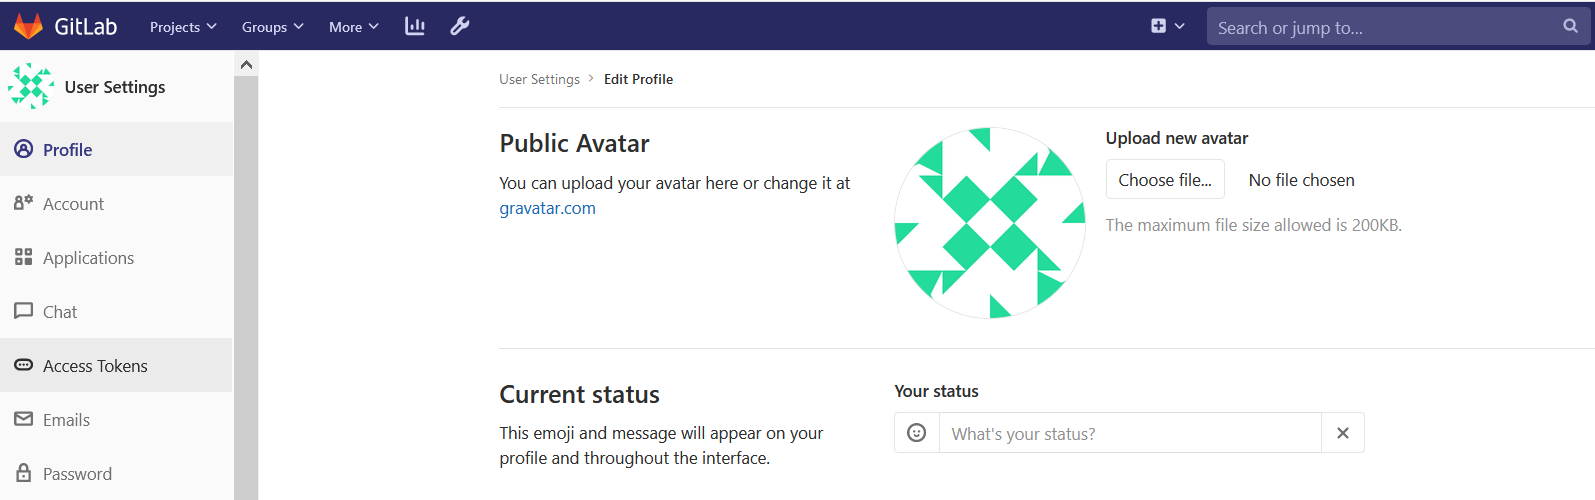 GitLab Projects Groups More Search or jump to...
User Settings
Profile
Account
Applications
Chat
Access Tokens
Emails
Password
User Settings > Edit Profile
Public Avatar
You can upload your avatar here or change it at
gravatar.com
Upload new avatar
Choose file... No file chosen
The maximum file size allowed is 200KB.
Current status
This emoji and message will appear on your
profile and throughout the interface.
Your status
What's your status?